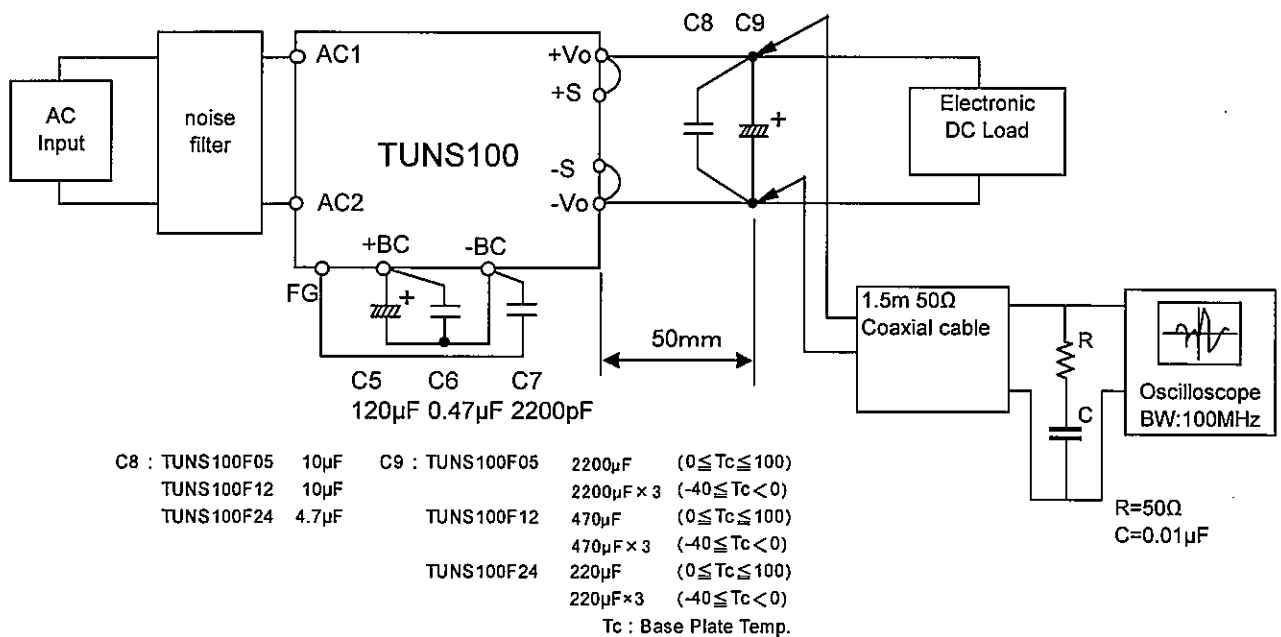 C8 C9
AC1 +Vo
AC Input
noise filter
+S
Electronic DC Load
TUNS100
-S
AC2 -Vo
+BC -BC
FG
+
+
50mm
1.5m 50Ω
Coaxial cable
R
C
Oscilloscope
BW:100MHz
C5 C6 C7
120μF 0.47μF 2200pF
C8 : TUNS100F05 10μF C9 : TUNS100F05 2200μF (0≦Tc≦100)
TUNS100F12 10μF 2200μF×3 (-40≦Tc<0)
TUNS100F24 4.7μF TUNS100F12 470μF (0≦Tc≦100)
470μF×3 (-40≦Tc<0)
TUNS100F24 220μF (0≦Tc≦100)
220μF×3 (-40≦Tc<0)
Tc : Base Plate Temp.
R=50Ω
C=0.01μF